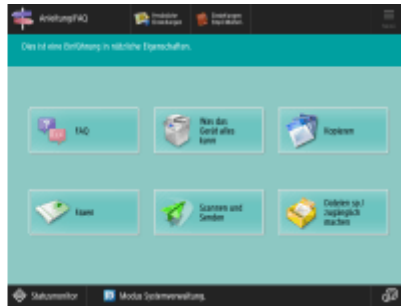 Anleitung/FAQ
Einstellungen
Dies ist eine Einführung in nützliche Eigenschaften.
FAQ
Was das
Gerät alles
kann
Kopieren
Scannen und
Senden
Dateien sp./
zugänglich
machen
Statusmonitor
Modus Systemverwaltung.